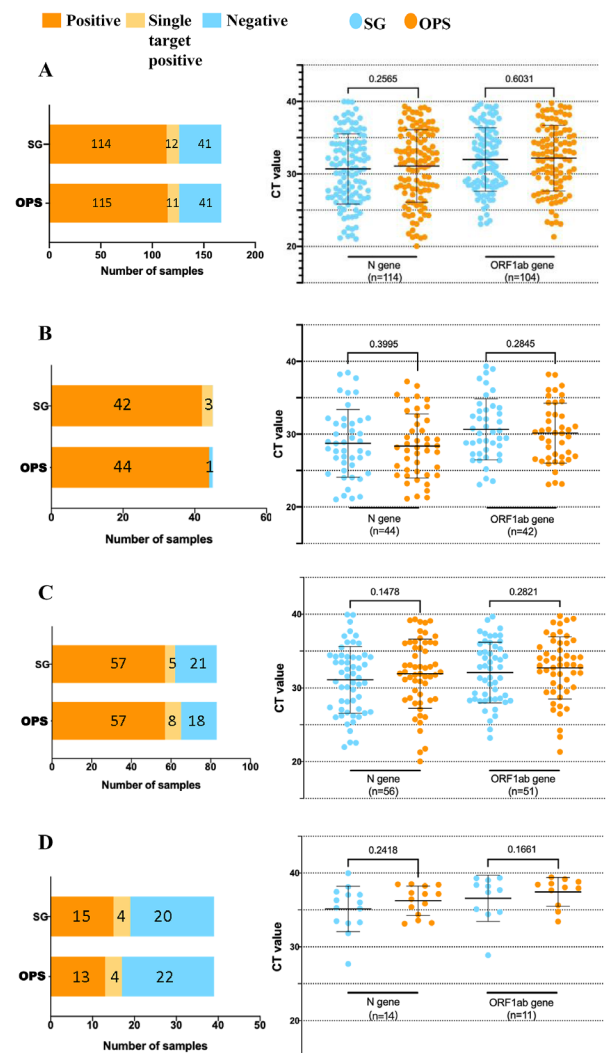 Positive
Single
target
positive
Negative
SG
OPS
A
SG
114
12
41
OPS
115
11
41
0
50
100
150
200
Number of samples
CT value
40
30
20
0.2565
0.6031
N gene
(n=114)
ORF1ab gene
(n=104)
B
SG
42
3
OPS
44
1
0
20
40
60
Number of samples
CT value
40
30
20
0.3995
0.2845
N gene
(n=44)
ORF1ab gene
(n=42)
C
SG
57
5
21
OPS
57
8
18
0
20
40
60
80
100
Number of samples
CT value
40
30
20
0.1478
0.2821
N gene
(n=56)
ORF1ab gene
(n=51)
D
SG
15
4
20
OPS
13
4
22
0
10
20
30
40
50
Number of samples
CT value
40
30
20
0.2418
0.1661
N gene
(n=14)
ORF1ab gene
(n=11)